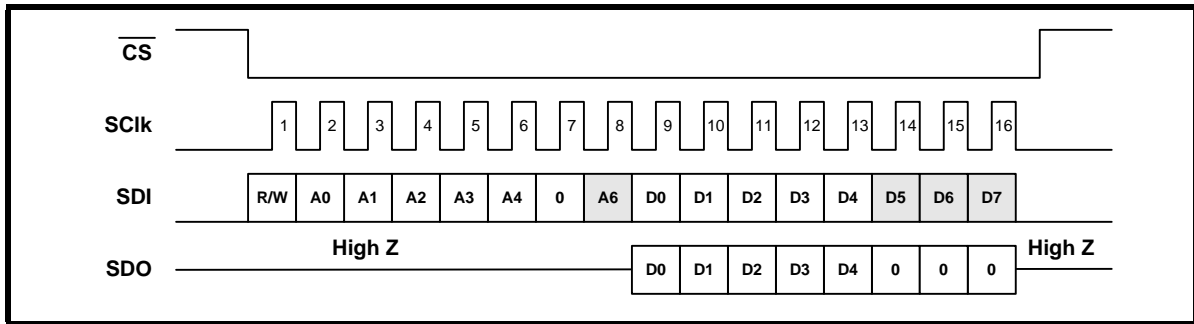 CS
SClk 1 2 3 4 5 6 7 8 9 10 11 12 13 14 15 16
SDI R/W A0 A1 A2 A3 A4 0 A6 D0 D1 D2 D3 D4 D5 D6 D7
High Z High Z
SDO D0 D1 D2 D3 D4 0 0 0